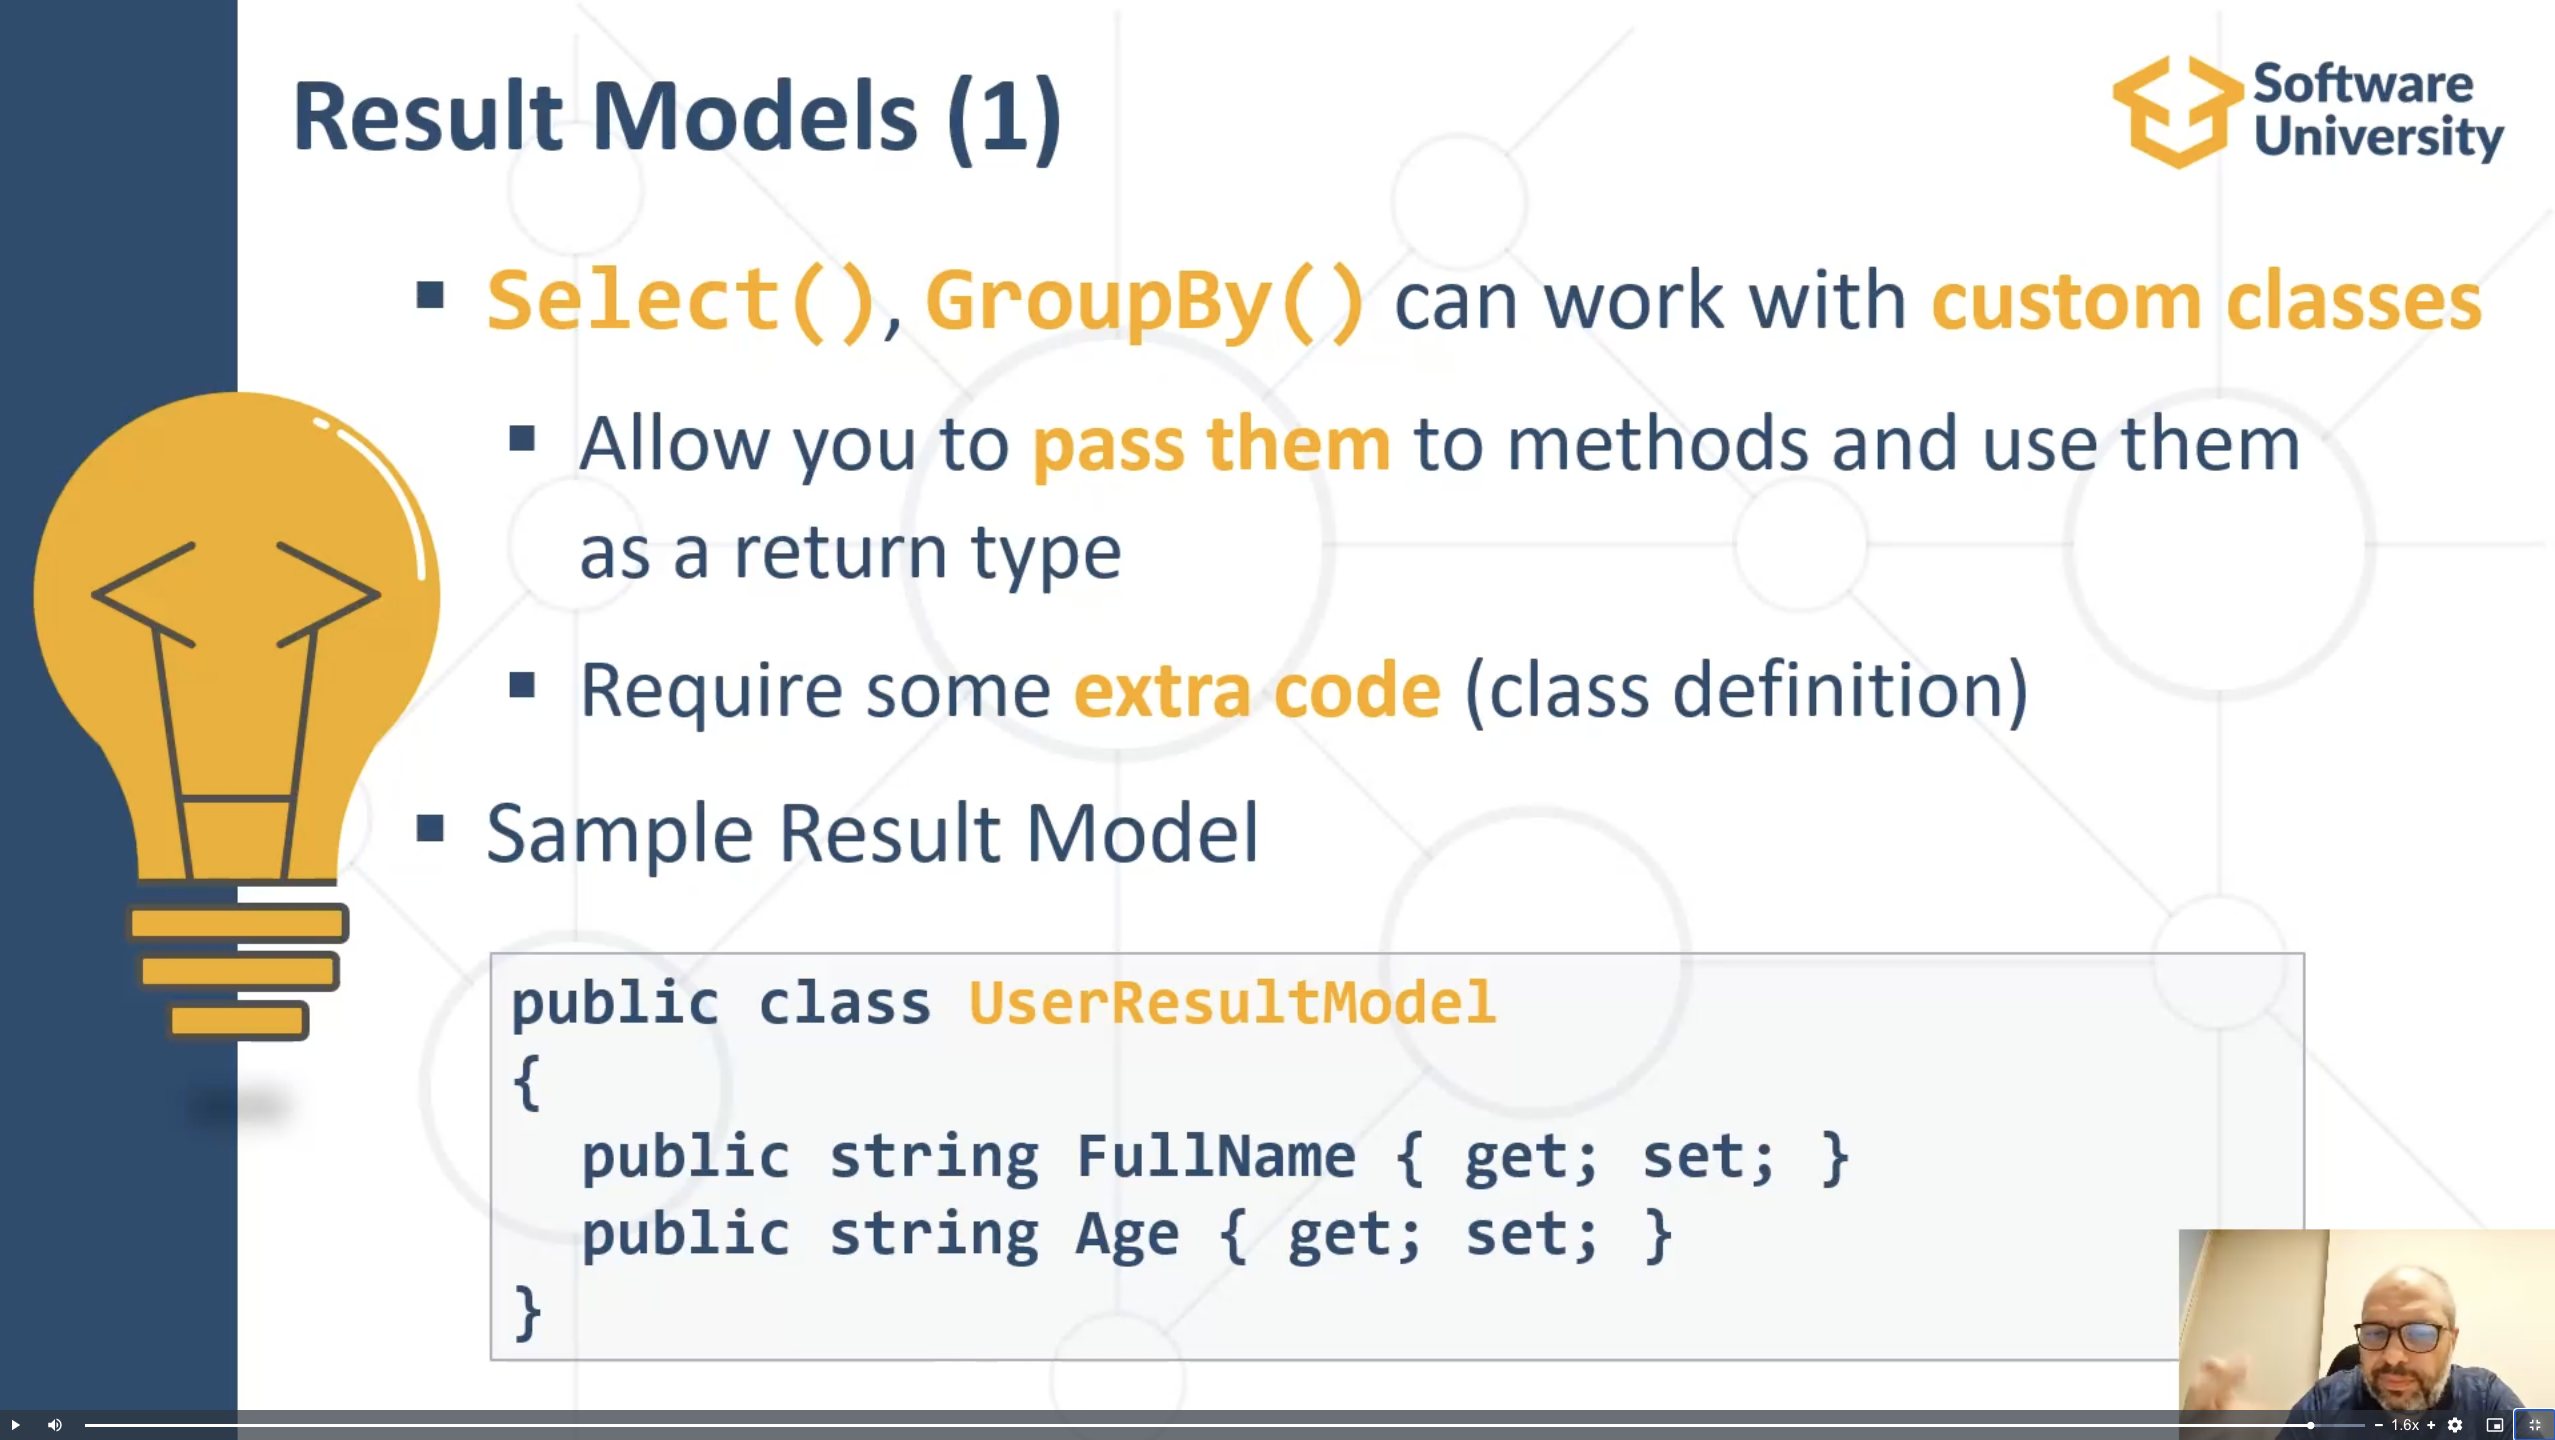 Result Models (1)
Software
University
Select(), GroupBy() can work with custom classes
Allow you to pass them to methods and use them
as a return type
Require some extra code (class definition)
Sample Result Model
public class UserResultModel
{
public string FullName { get; set; }
public string Age { get; set; }
}
1.6x